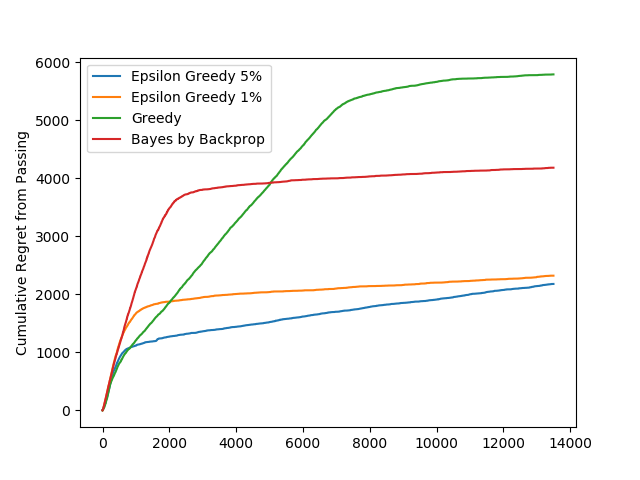 Epsilon Greedy 5%
Epsilon Greedy 1%
Greedy
Bayes by Backprop
Cumulative Regret from Passing
6000
5000
4000
3000
2000
1000
0
0 2000 4000 6000 8000 10000 12000 14000